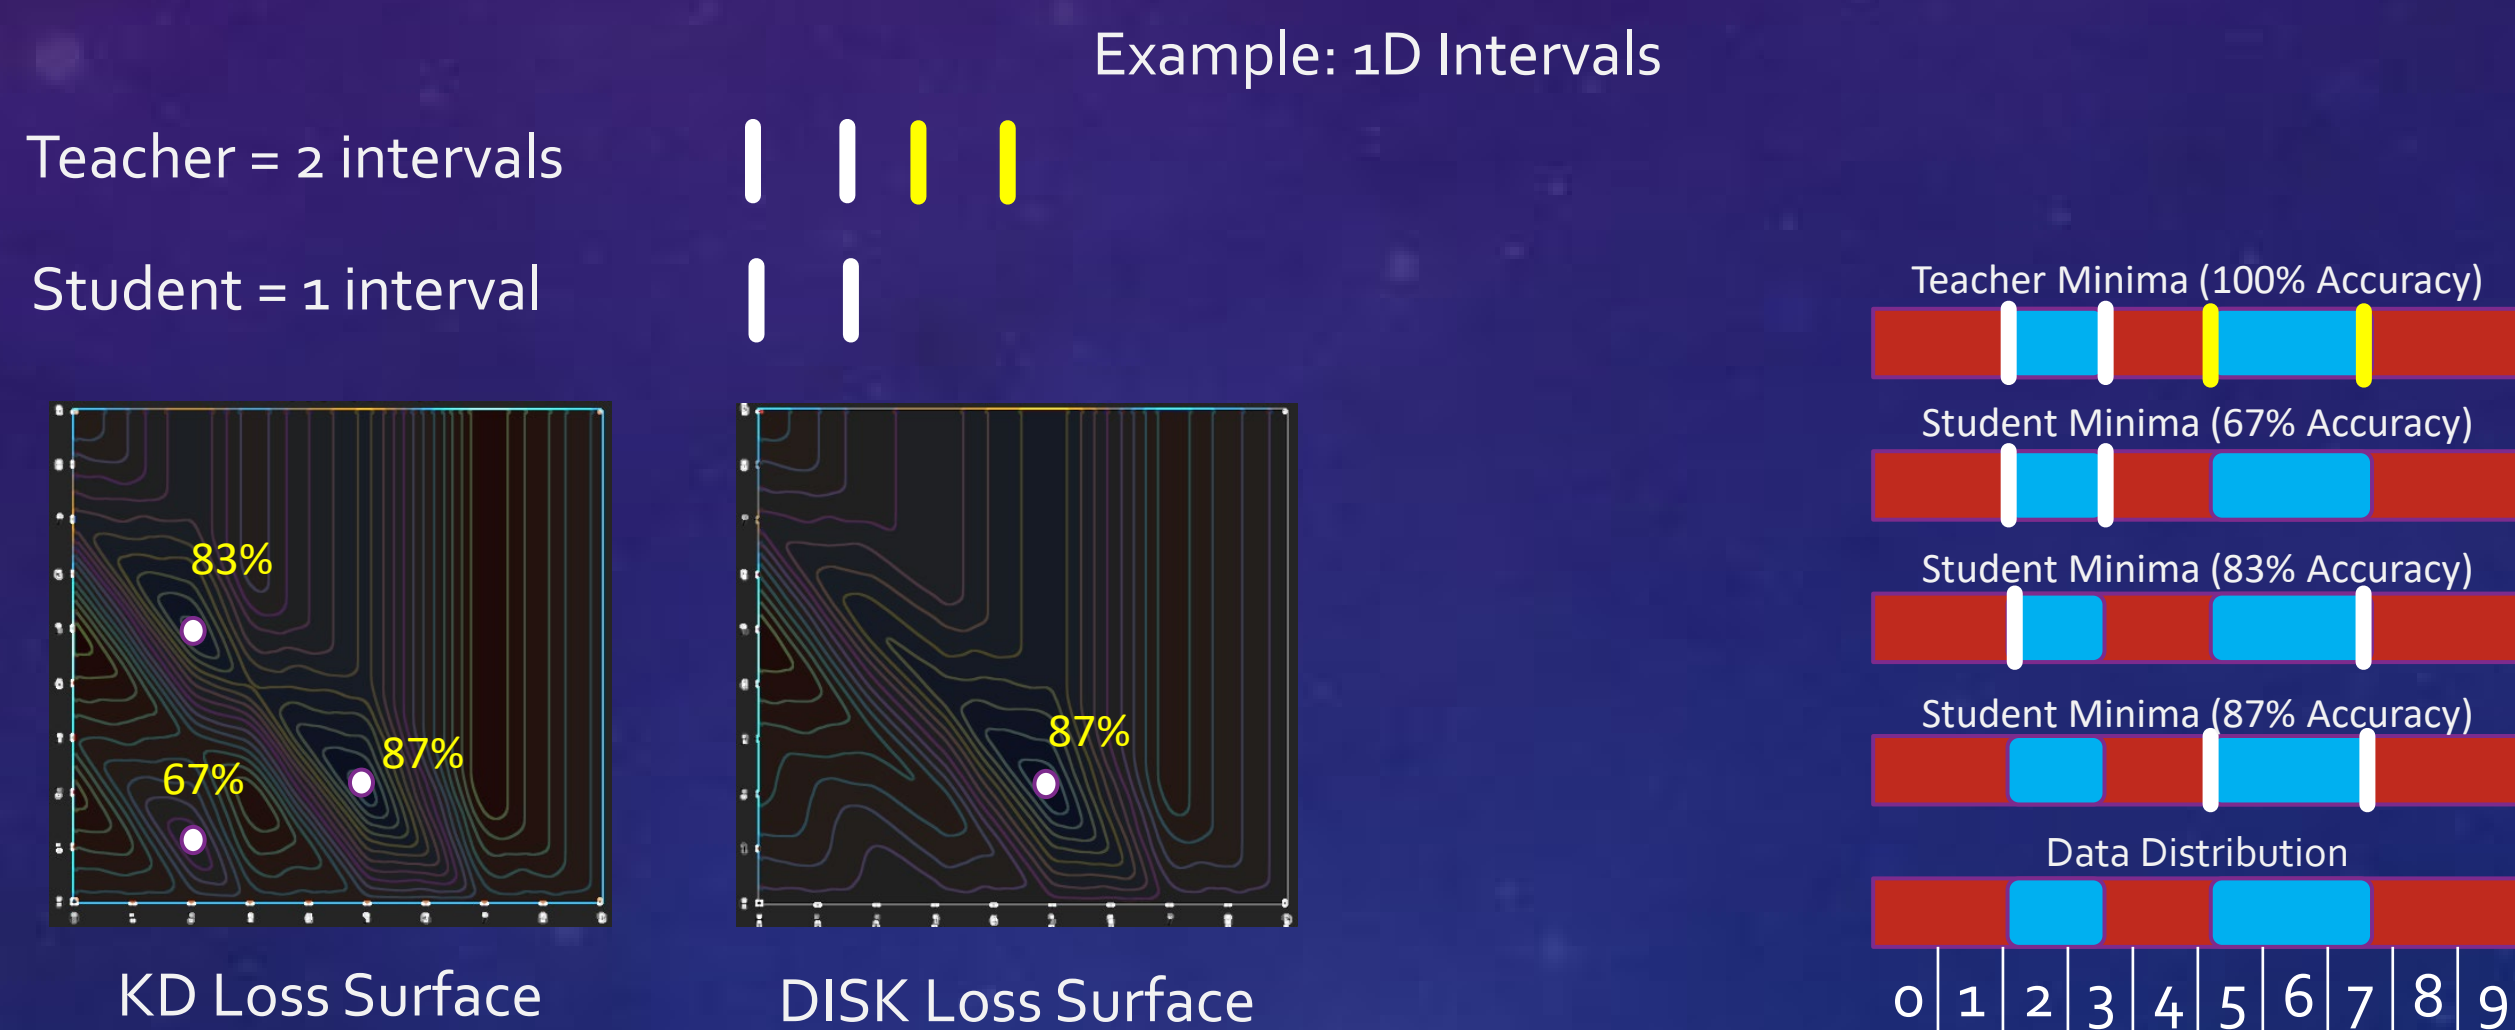 Example: 1D Intervals
Teacher = 2 intervals
Student = 1 interval
83%
67%
87%
KD Loss Surface
87%
DISK Loss Surface
Teacher Minima (100% Accuracy)
Student Minima (67% Accuracy)
Student Minima (83% Accuracy)
Student Minima (87% Accuracy)
Data Distribution
0 1 2 3 4 5 6 7 8 9